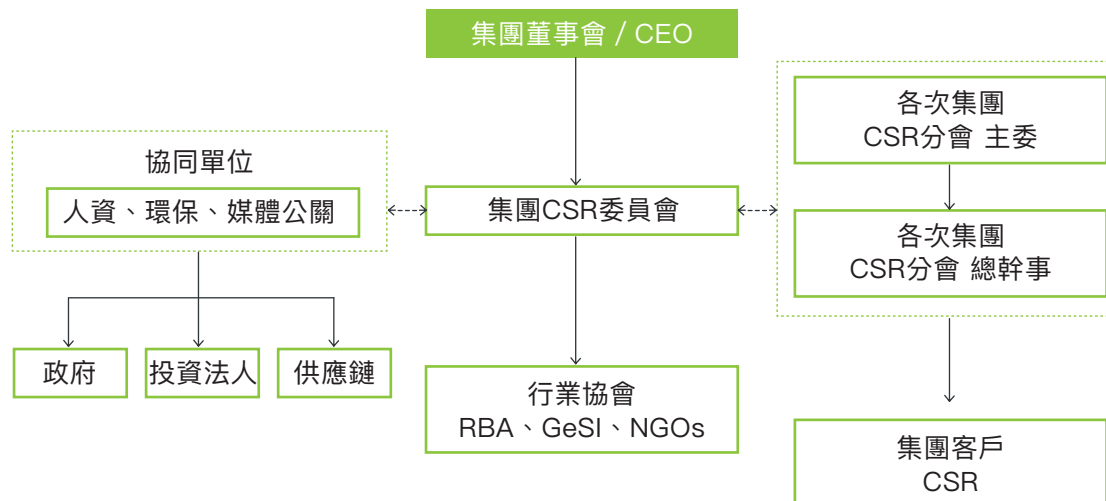 集團董事會 / CEO
協同單位
人資、環保、媒體公關
政府
投資法人
供應鏈
集團CSR委員會
行業協會
RBA、GeSI、NGOs
各次集團
CSR分會 主委
各次集團
CSR分會 總幹事
集團客戶
CSR